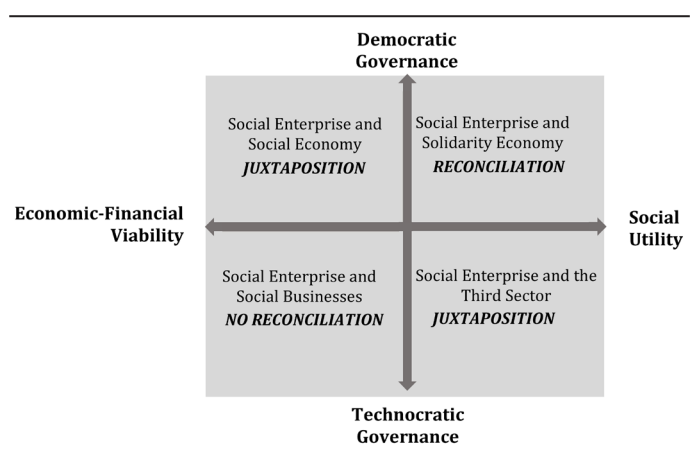 Democratic
Governance
Social Enterprise and
Social Economy
JUXTAPOSITION
Social Enterprise and
Solidarity Economy
RECONCILIATION
Economic-Financial
Viability
Social
Utility
Social Enterprise and
Social Businesses
NO RECONCILIATION
Social Enterprise and the
Third Sector
JUXTAPOSITION
Technocratic
Governance